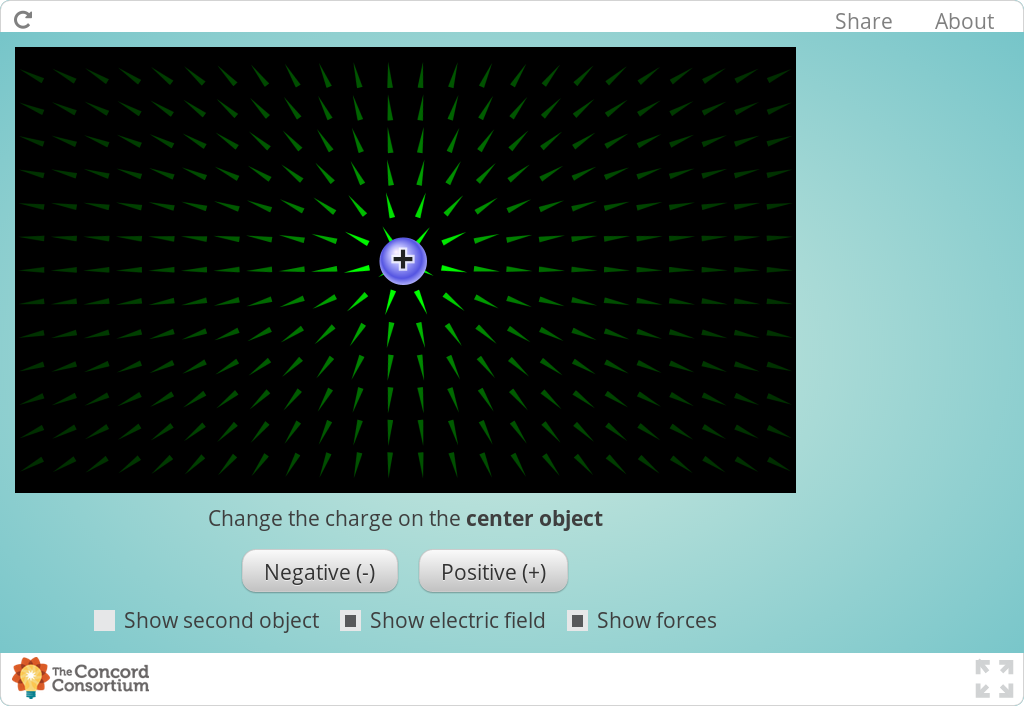 Share About
+
Change the charge on the center object
Negative (-) Positive (+)
Show second object Show electric field Show forces
The Concord
Consortium